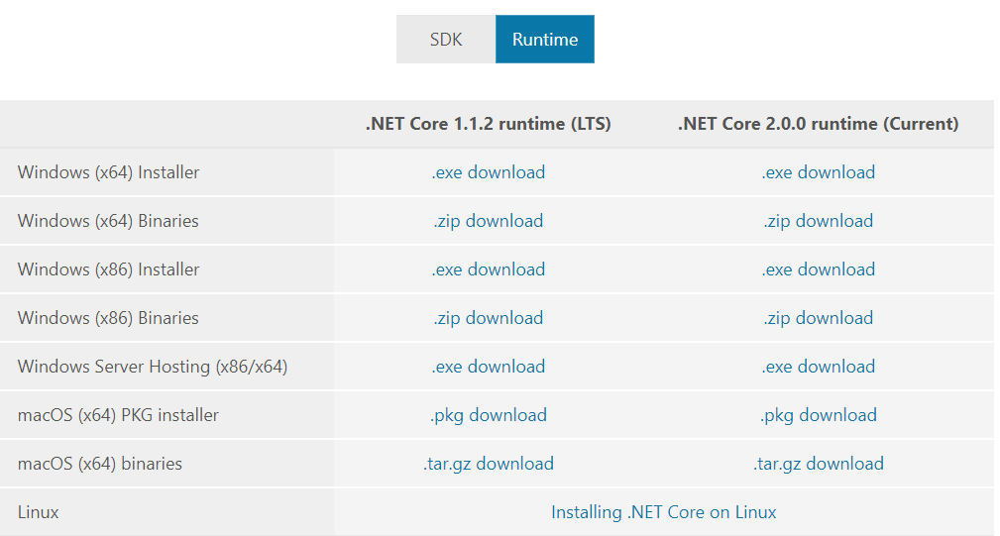 SDK Runtime
.NET Core 1.1.2 runtime (LTS) .NET Core 2.0.0 runtime (Current)
Windows (x64) Installer .exe download .exe download
Windows (x64) Binaries .zip download .zip download
Windows (x86) Installer .exe download .exe download
Windows (x86) Binaries .zip download .zip download
Windows Server Hosting (x86/x64) .exe download .exe download
macOS (x64) PKG installer .pkg download .pkg download
macOS (x64) binaries .tar.gz download .tar.gz download
Linux Installing .NET Core on Linux